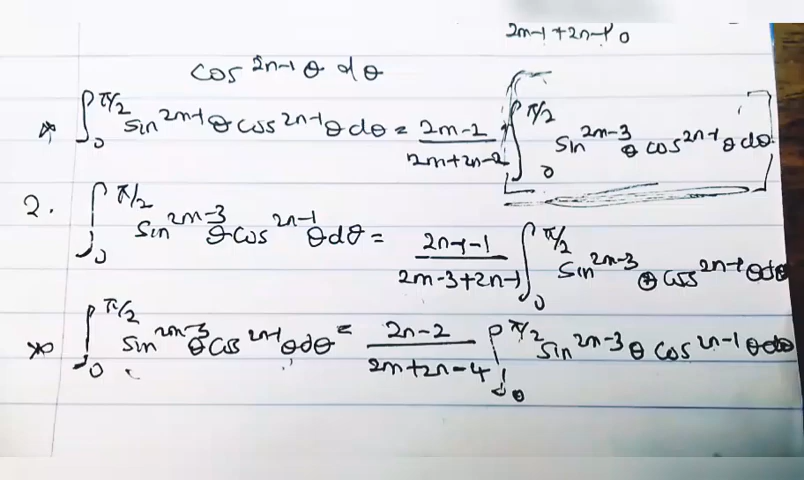 2m-1+2n-1 0
cos^{2n-1} θ dθ
* ∫_0^{π/2} sin^{2m-1} θ cos^{2n-1} θ dθ = \frac{2m-2}{2m+2n-2} ∫_0^{π/2} sin^{2m-3} θ cos^{2n-1} θ dθ
2. ∫_0^{π/2} sin^{2m-3} θ cos^{2n-1} θ dθ = \frac{2n-1-1}{2m-3+2n-1} ∫_0^{π/2} sin^{2m-3} θ cos^{2n-1} θ dθ
* ∫_0^{π/2} sin^{2m-3} θ cos^{2n-1} θ dθ = \frac{2n-2}{2m+2n-4} ∫_0^{π/2} sin^{2m-3} θ cos^{2n-1} θ dθ